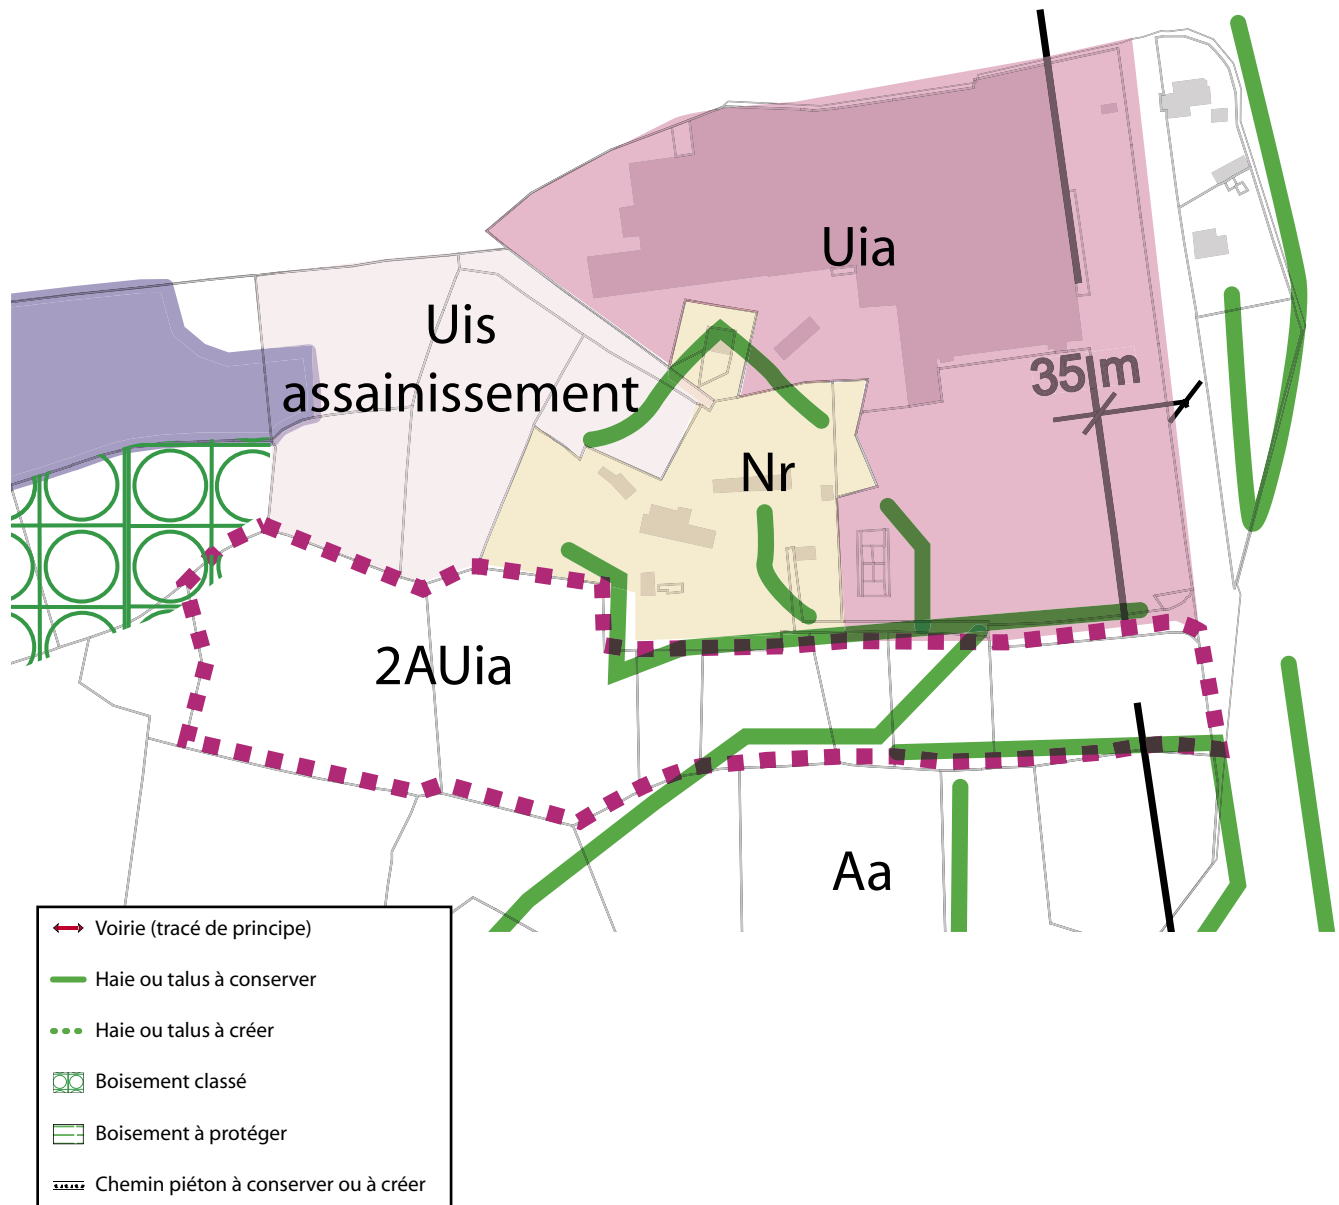 Uia
Uis
assainissement
35 m
Nr
2AUia
Aa
Voirie (tracé de principe)
Haie ou talus à conserver
Haie ou talus à créer
Boisement classé
Boisement à protéger
Chemin piéton à conserver ou à créer